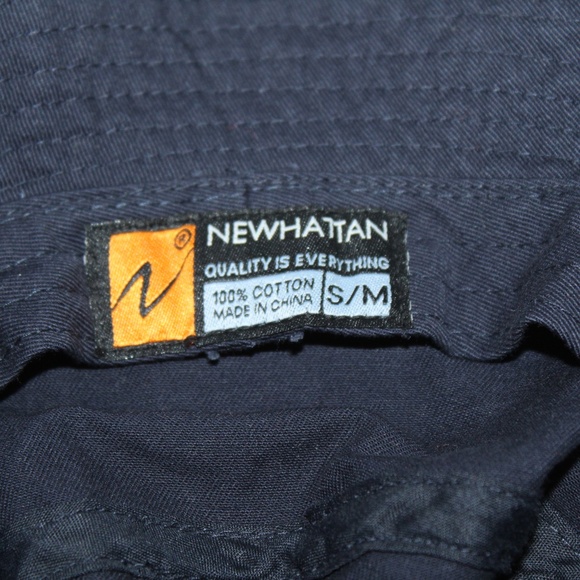 N®
NEWHATTAN
QUALITY IS EVERYTHING
100% COTTON
MADE IN CHINA
S/M